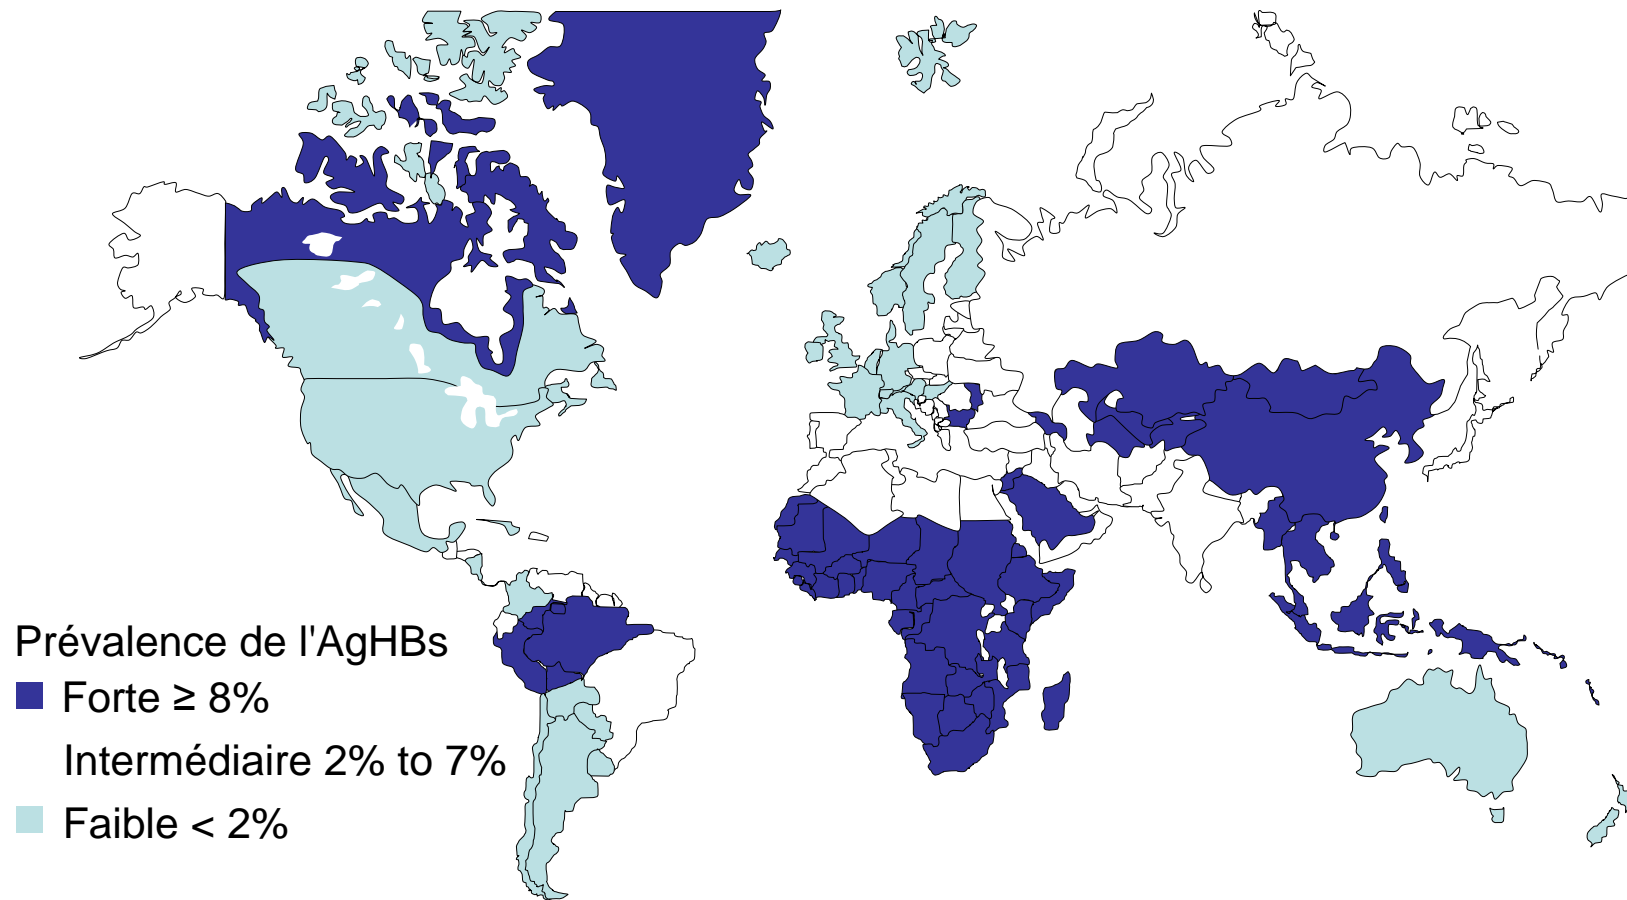 Prévalence de l'AgHBs
Forte ≥ 8%
Intermédiaire 2% to 7%
Faible < 2%